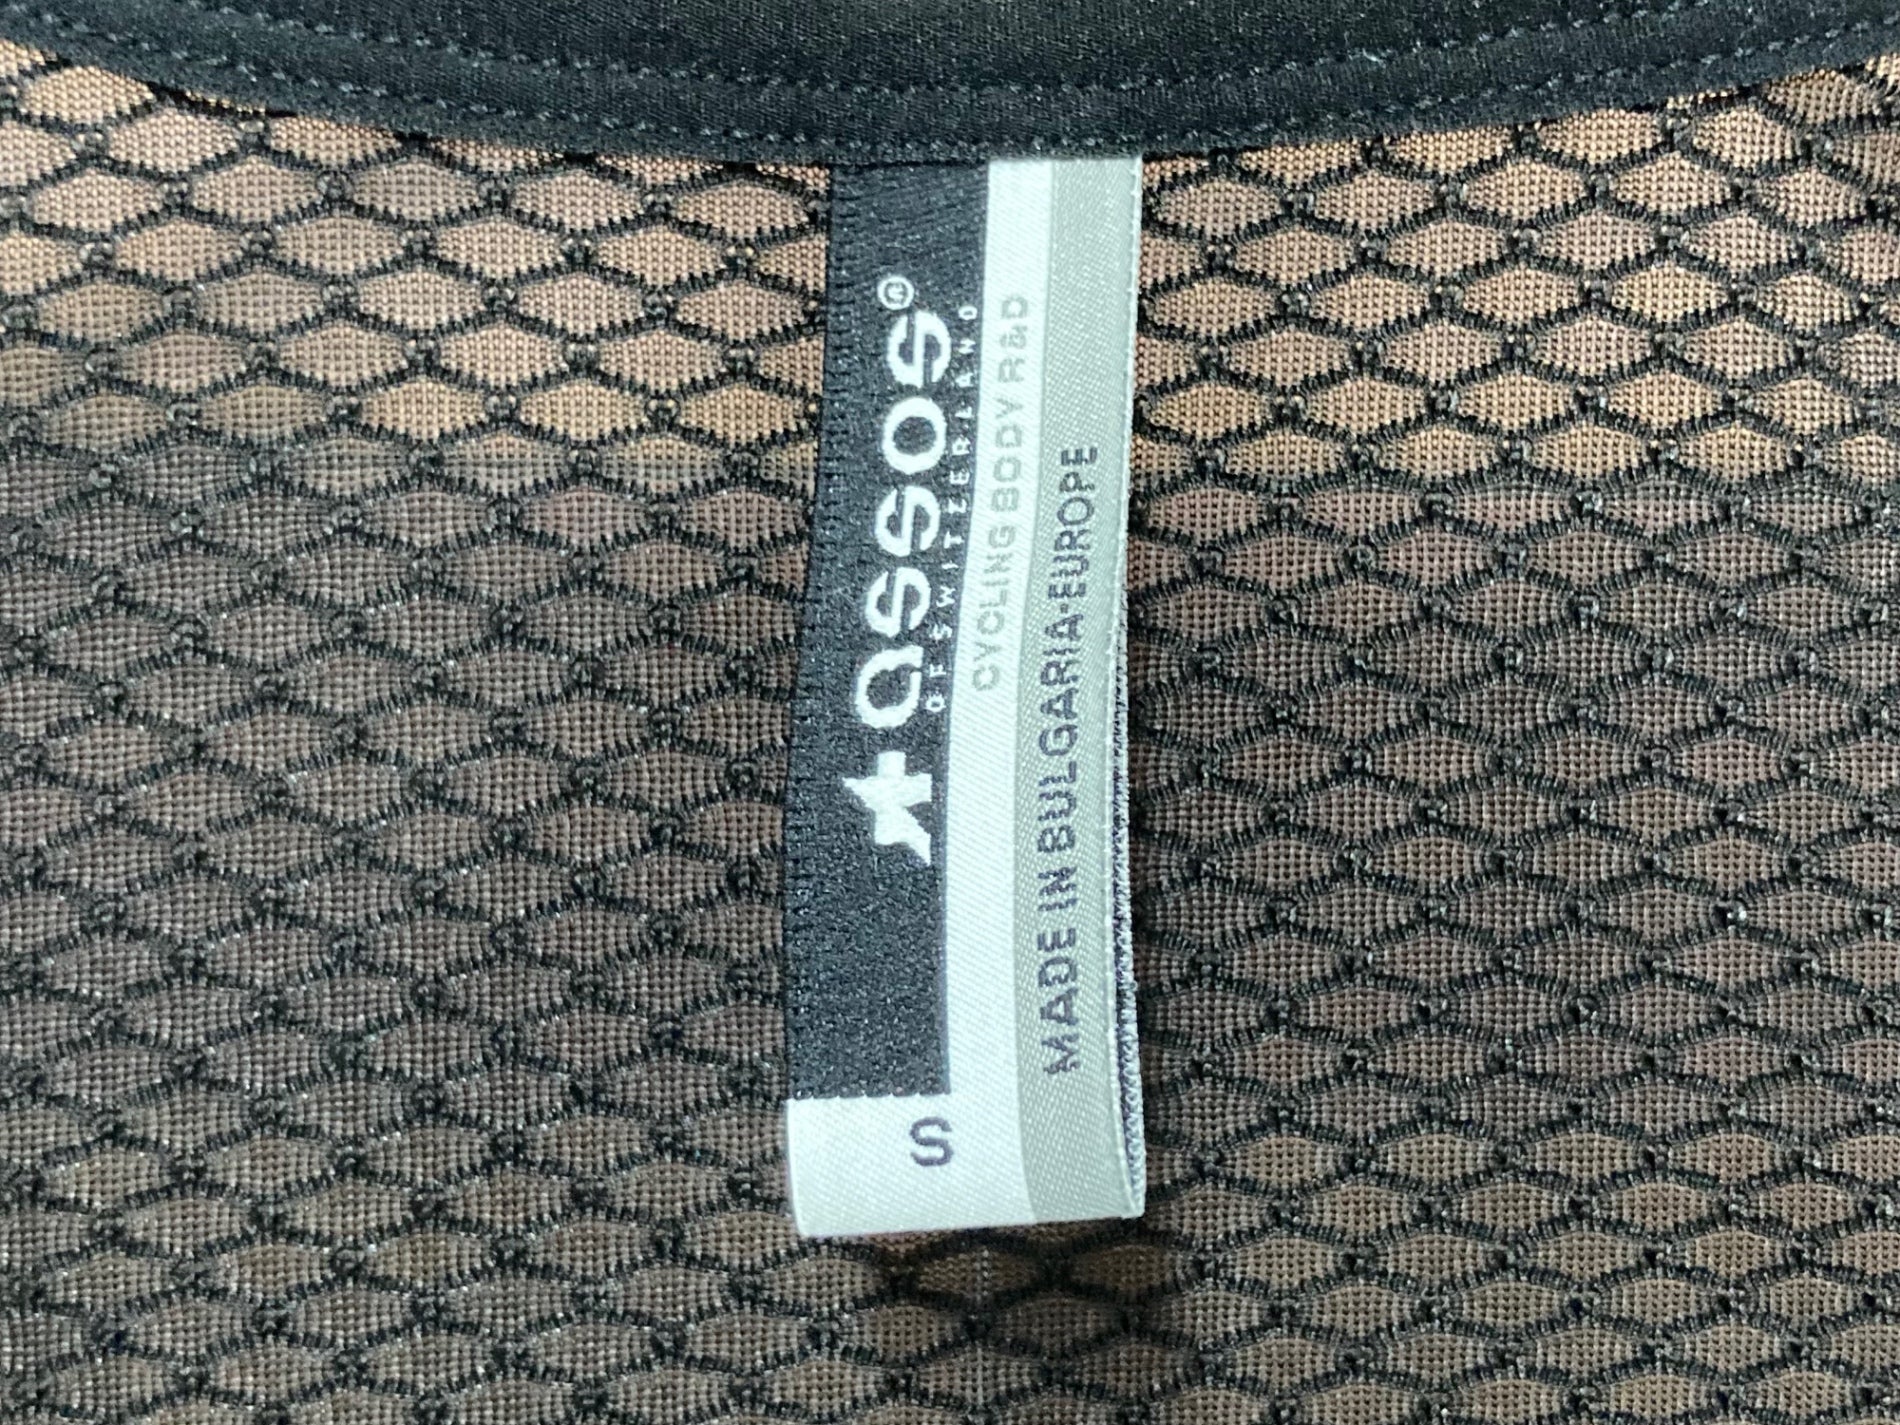 assos®
OF SWITZERLAND
CYCLING BODY R&D
MADE IN BULGARIA·EUROPE
S